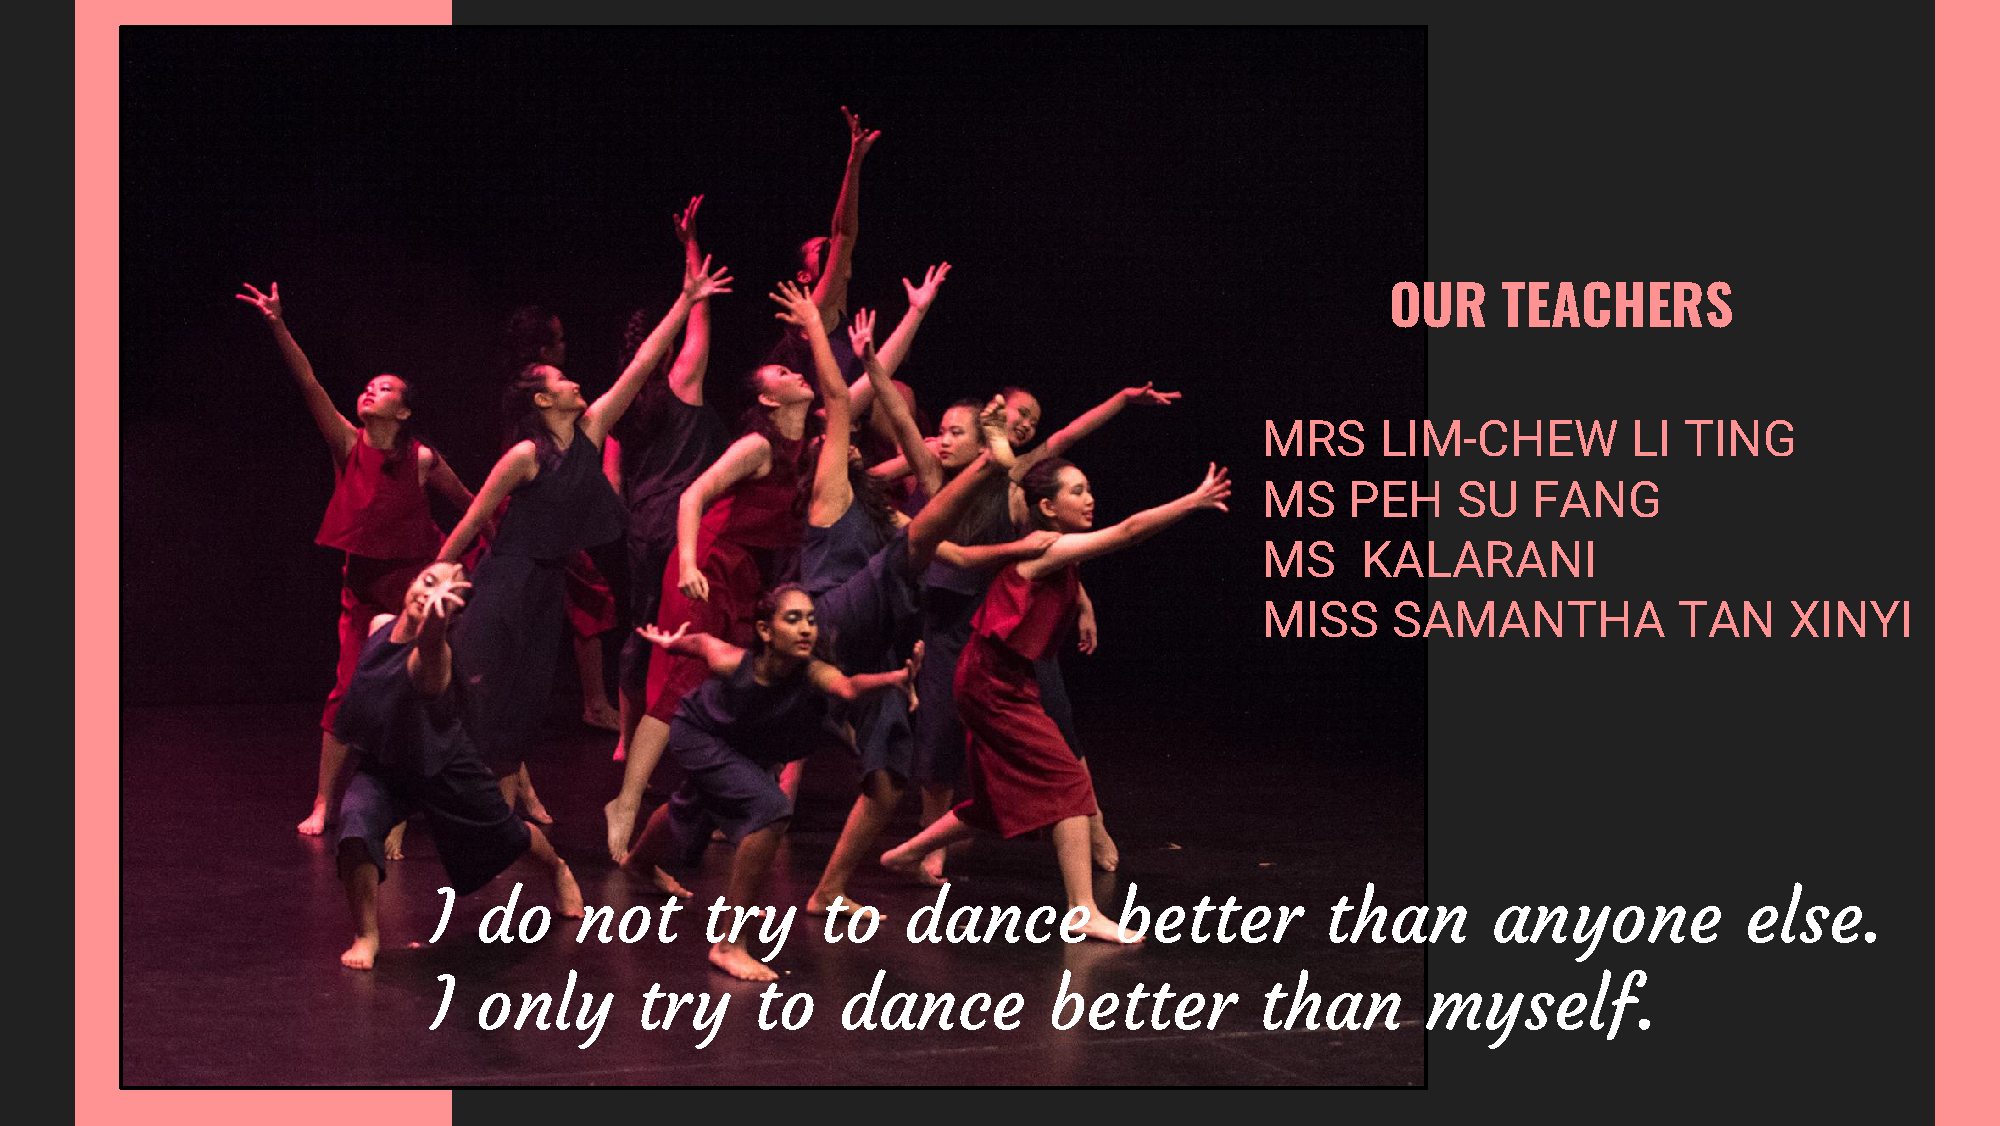 OUR TEACHERS
MRS LIM-CHEW LI TING
MS PEH SU FANG
MS KALARANI
MISS SAMANTHA TAN XINYI
I do not try to dance better than anyone else.
I only try to dance better than myself.